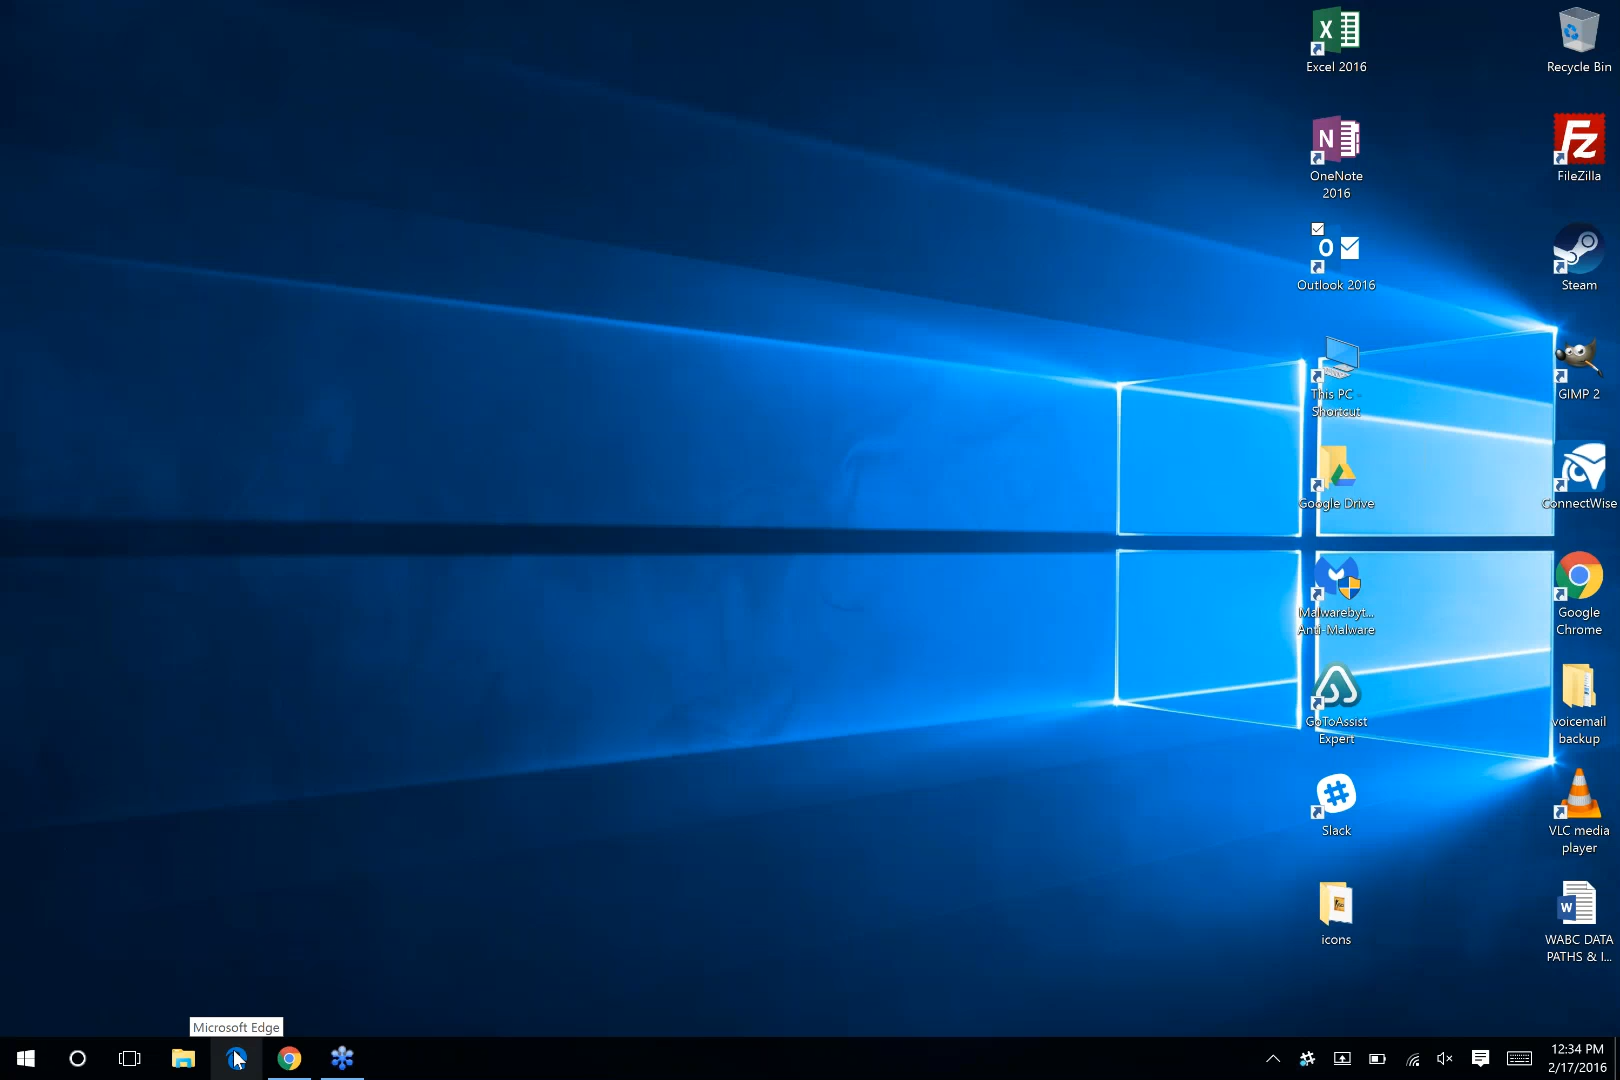 Excel 2016
Recycle Bin
OneNote
2016
FileZilla
Outlook 2016
Steam
This PC -
Shortcut
GIMP 2
Google Drive
ConnectWise
Malwarebyt...
Anti-Malware
Google
Chrome
GoToAssist
Expert
voicemail
backup
Slack
VLC media
player
icons
WABC DATA
PATHS & I...
Microsoft Edge
12:34 PM
2/17/2016